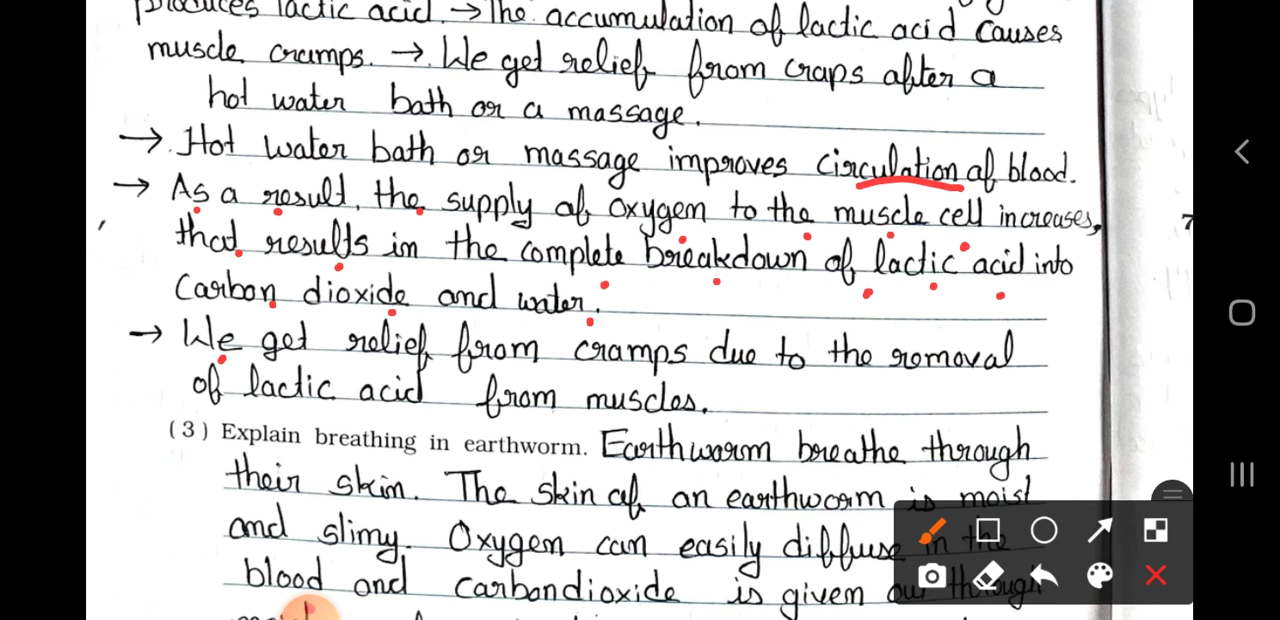 produces lactic acid. → The accumulation of lactic acid causes
muscle cramps. → We get relief from craps after a
hot water bath or a massage.
→ Hot water bath or massage improves circulation of blood.
→ As a result, the supply of oxygen to the muscle cell increases,
that results in the complete breakdown of lactic acid into
carbon dioxide and water.
→ We get relief from cramps due to the removal
of lactic acid from muscles.
(3) Explain breathing in earthworm. Earthworm breathe through
their skin. The skin of an earthworm is moist
and slimy. Oxygen can easily diffuse in the
blood and carbondioxide is given out through
7